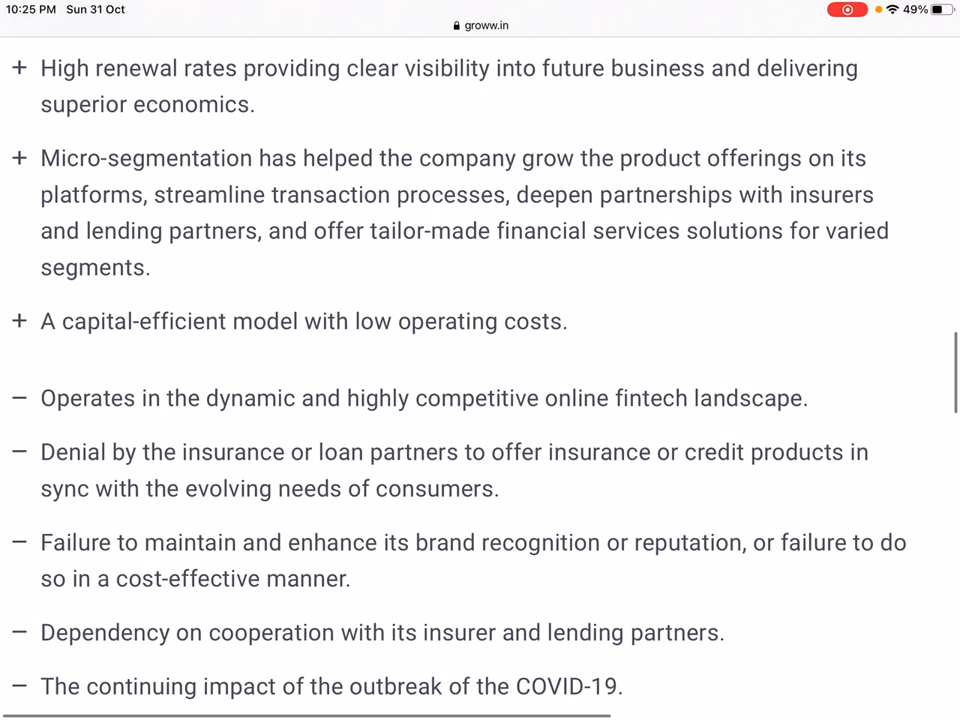 10:25 PM Sun 31 Oct
49%
groww.in
+ High renewal rates providing clear visibility into future business and delivering
superior economics.
+ Micro-segmentation has helped the company grow the product offerings on its
platforms, streamline transaction processes, deepen partnerships with insurers
and lending partners, and offer tailor-made financial services solutions for varied
segments.
+ A capital-efficient model with low operating costs.
− Operates in the dynamic and highly competitive online fintech landscape.
− Denial by the insurance or loan partners to offer insurance or credit products in
sync with the evolving needs of consumers.
− Failure to maintain and enhance its brand recognition or reputation, or failure to do
so in a cost-effective manner.
− Dependency on cooperation with its insurer and lending partners.
− The continuing impact of the outbreak of the COVID-19.